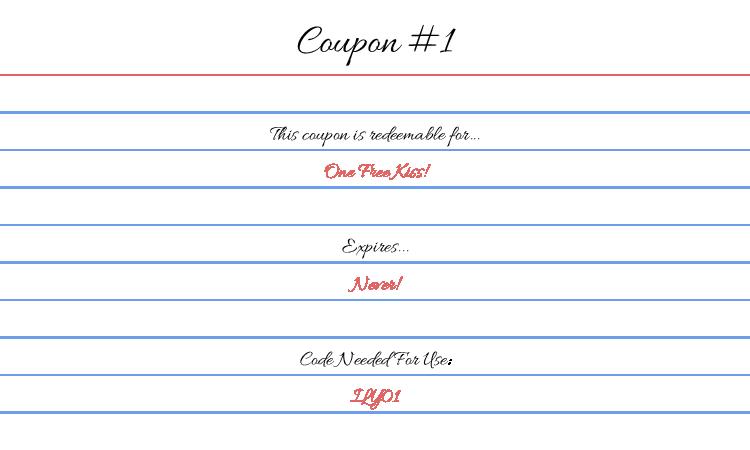 Coupon #1
This coupon is redeemable for...
One Free Kiss!
Expires...
Never!
Code Needed For Use:
ILY01